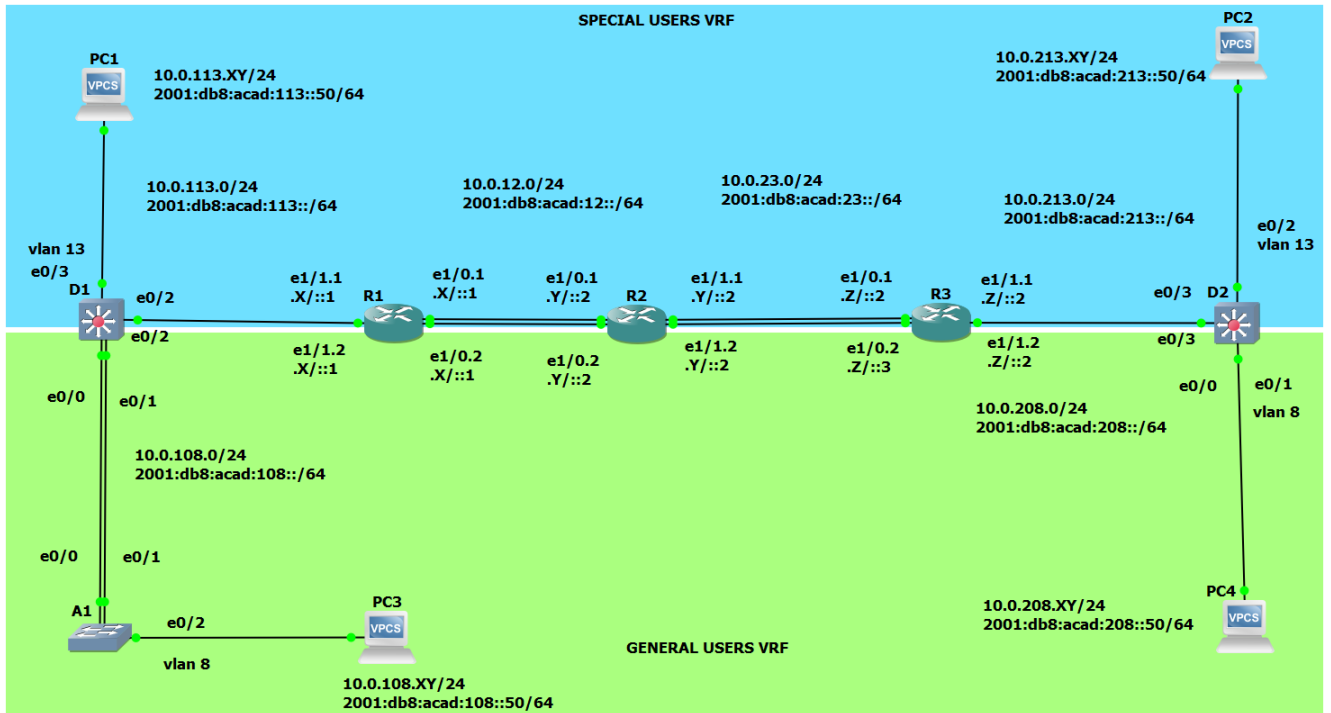 SPECIAL USERS VRF
PC2
VPCS
10.0.213.XY/24
2001:db8:acad:213::50/64
PC1
VPCS
10.0.113.XY/24
2001:db8:acad:113::50/64
10.0.113.0/24
2001:db8:acad:113::/64
10.0.12.0/24
2001:db8:acad:12::/64
10.0.23.0/24
2001:db8:acad:23::/64
10.0.213.0/24
2001:db8:acad:213::/64
e0/2
vlan 13
vlan 13
e0/3
D1
e0/2
e0/2
e1/1.1
.X/::1
R1
e1/0.1
.X/::1
e1/0.1
.Y/::2
R2
e1/1.1
.Y/::2
e1/0.1
.Z/::2
R3
e1/1.1
.Z/::2
e0/3
D2
e0/3
e1/1.2
.X/::1
e1/0.2
.X/::1
e1/0.2
.Y/::2
e1/1.2
.Y/::2
e1/0.2
.Z/::3
e1/1.2
.Z/::2
e0/0
e0/1
e0/0
e0/1
vlan 8
10.0.208.0/24
2001:db8:acad:208::/64
10.0.108.0/24
2001:db8:acad:108::/64
e0/0
e0/1
A1
e0/2
vlan 8
PC3
VPCS
10.0.108.XY/24
2001:db8:acad:108::50/64
GENERAL USERS VRF
PC4
VPCS
10.0.208.XY/24
2001:db8:acad:208::50/64